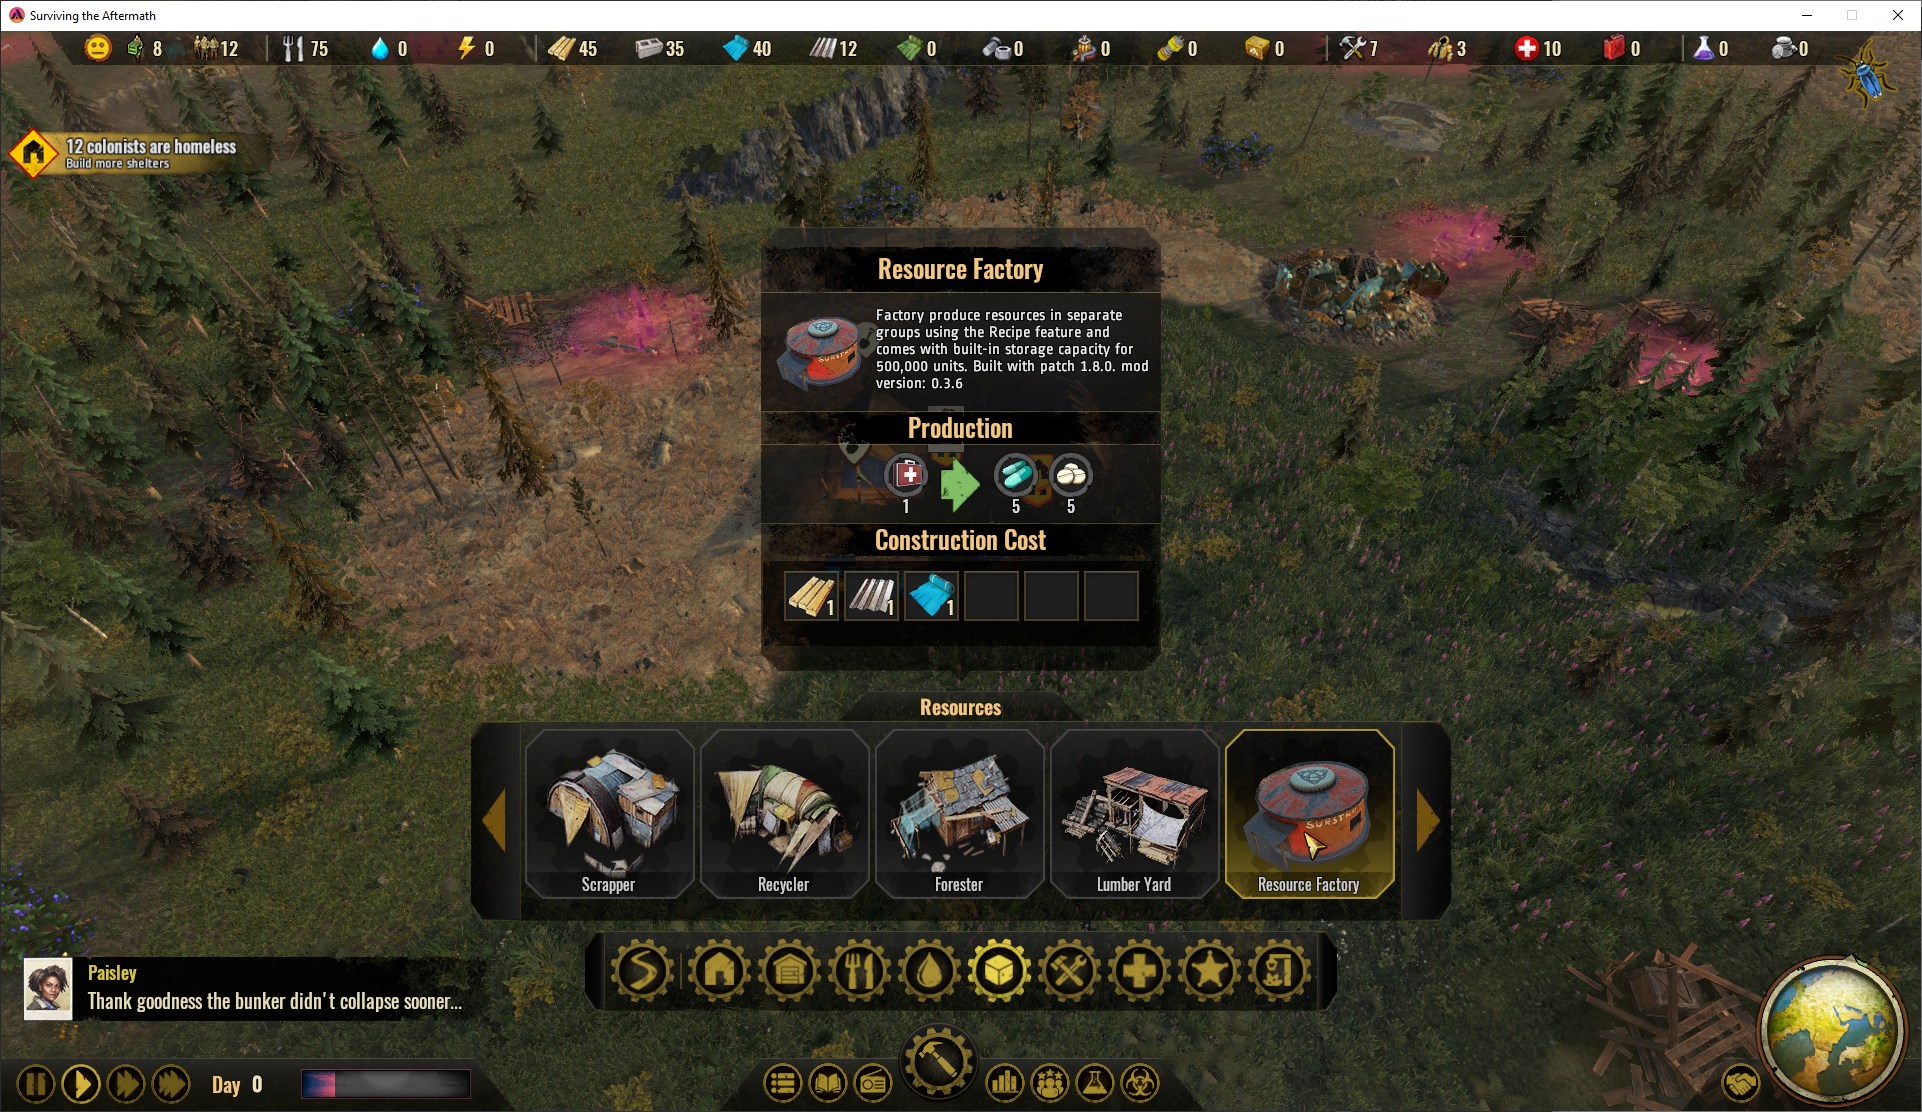 Surviving the Aftermath
8 12 75 0 0 45 35 40 12 0 0 0 0 0 7 3 10 0 0 0
12 colonists are homeless
Build more shelters
Resource Factory
Factory produce resources in separate
groups using the Recipe feature and
comes with built-in storage capacity for
500,000 units. Built with patch 1.8.0. mod
version: 0.3.6
Production
1 5 5
Construction Cost
1 1 1
Resources
Scrapper Recycler Forester Lumber Yard Resource Factory
Paisley
Thank goodness the bunker didn't collapse sooner...
Day 0